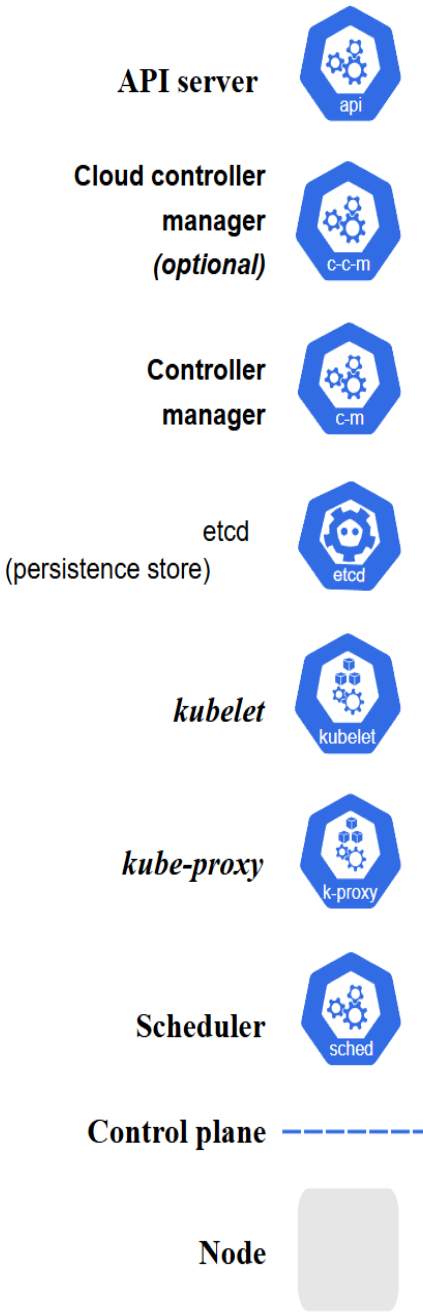 API server
api
Cloud controller
manager
(optional)
c-c-m
Controller
manager
c-m
etcd
(persistence store)
etcd
kubelet
kubelet
kube-proxy
k-proxy
Scheduler
sched
Control plane
Node